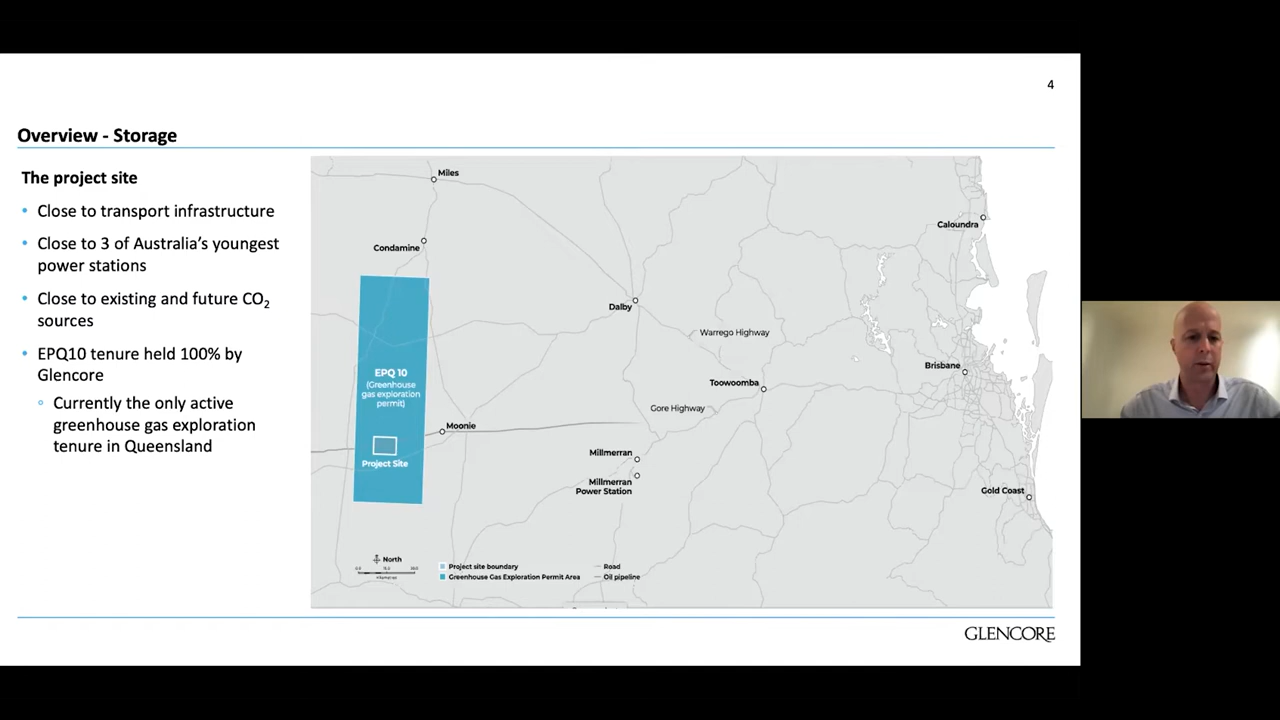 4
Overview - Storage
The project site
• Close to transport infrastructure
• Close to 3 of Australia's youngest
power stations
• Close to existing and future CO₂
sources
• EPQ10 tenure held 100% by
Glencore
◦ Currently the only active
greenhouse gas exploration
tenure in Queensland
Miles
Caloundra
Condamine
Dalby
Warrego Highway
Brisbane
EPQ 10
(Greenhouse
gas exploration
permit)
Toowoomba
Gore Highway
Moonie
Project Site
Millmerran
Millmerran
Power Station
Gold Coast
North
Project site boundary
Road
Greenhouse Gas Exploration Permit Area
Oil pipeline
GLENCORE